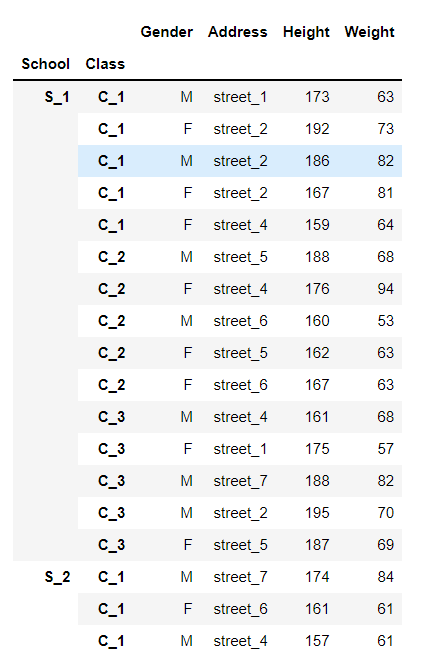 Gender Address Height Weight
School Class
S_1 C_1 M street_1 173 63
C_1 F street_2 192 73
C_1 M street_2 186 82
C_1 F street_2 167 81
C_1 F street_4 159 64
C_2 M street_5 188 68
C_2 F street_4 176 94
C_2 M street_6 160 53
C_2 F street_5 162 63
C_2 F street_6 167 63
C_3 M street_4 161 68
C_3 F street_1 175 57
C_3 M street_7 188 82
C_3 M street_2 195 70
C_3 F street_5 187 69
S_2 C_1 M street_7 174 84
C_1 F street_6 161 61
C_1 M street_4 157 61